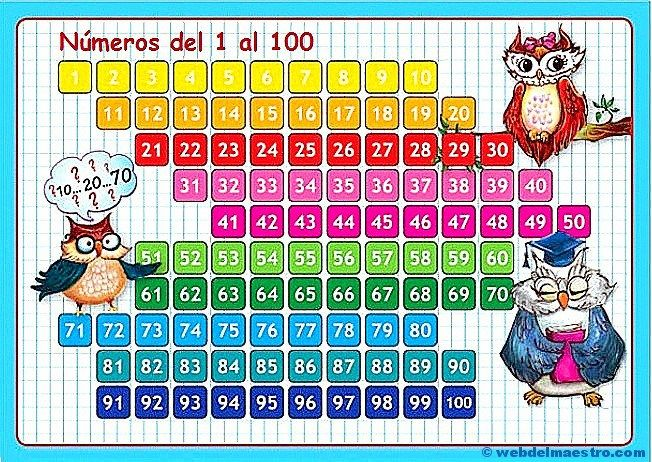 Números del 1 al 100
1 2 3 4 5 6 7 8 9 10
11 12 13 14 15 16 17 18 19 20
21 22 23 24 25 26 27 28 29 30
31 32 33 34 35 36 37 38 39 40
41 42 43 44 45 46 47 48 49 50
?
?
?
?10...20...70
? ? ?
51 52 53 54 55 56 57 58 59 60
61 62 63 64 65 66 67 68 69 70
71 72 73 74 75 76 77 78 79 80
81 82 83 84 85 86 87 88 89 90
91 92 93 94 95 96 97 98 99 100
© webdelmaestro.com